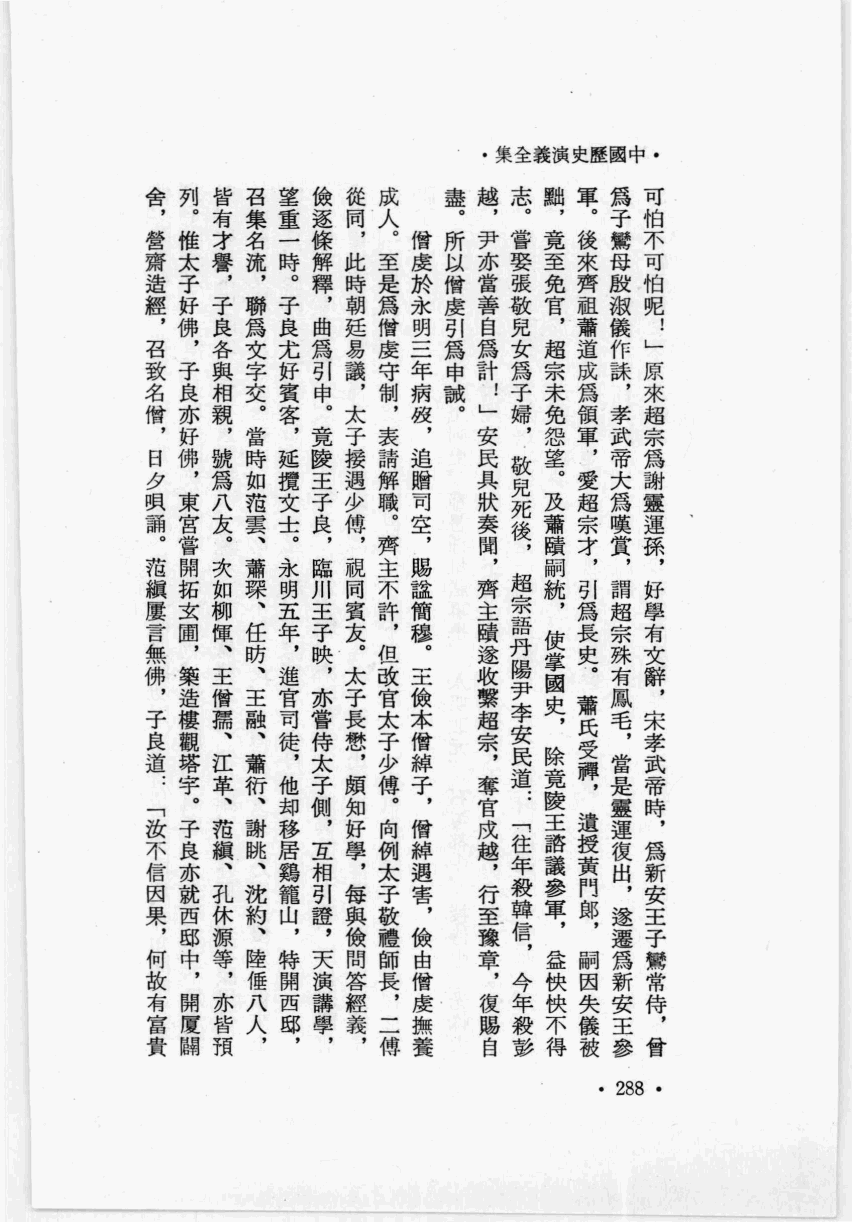 •中國歷史演義全集•
可怕不可怕呢！」原來超宗爲謝靈運孫，好學有文辭，宋孝武帝時，爲新安王子鸞常侍，曾
爲子鸞母殷淑儀作誄，孝武帝大爲嘆賞，謂超宗殊有鳳毛，當是靈運復出，遂遷爲新安王參
軍。後來齊祖蕭道成爲領軍，愛超宗才，引爲長史。蕭氏受禪，遺授黃門郎，嗣因失儀被
黜，竟至免官，超宗未免怨望。及蕭賾嗣統，使掌國史，除竟陵王諮議參軍，益怏怏不得
志。嘗娶張敬兒女爲子婦，敬兒死後，超宗語丹陽尹李安民道：「往年殺韓信，今年殺彭
越，尹亦當善自爲計！」安民具狀奏聞，齊主賾遂收繫超宗，奪官戍越，行至豫章，復賜自
盡。所以僧虔引爲申誡。
僧虔於永明三年病歿，追贈司空，賜諡簡穆。王儉本僧綽子，僧綽遇害，儉由僧虔撫養
成人。至是爲僧虔守制，表請解職。齊主不許，但改官太子少傅。向例太子敬禮師長，二傅
從同，此時朝廷易議，太子接遇少傅，視同賓友。太子長懋，頗知好學，每與儉問答經義，
儉逐條解釋，曲爲引申。竟陵王子良，臨川王子映，亦嘗侍太子側，互相引證，天演講學，
望重一時。子良尤好賓客，延攬文士。永明五年，進官司徒，他却移居鷄籠山，特開西邸，
召集名流，聯爲文字交。當時如范雲、蕭琛、任昉、王融、蕭衍、謝眺、沈約、陸倕八人，
皆有才譽，子良各與相親，號爲八友。次如柳惲、王僧孺、江革、范縝、孔休源等，亦皆預
列。惟太子好佛，子良亦好佛，東宮嘗開拓玄圃，築造樓觀塔宇。子良亦就西邸中，開厦闢
舍，營齋造經，召致名僧，日夕唄誦。范縝屢言無佛，子良道：「汝不信因果，何故有富貴
•288•